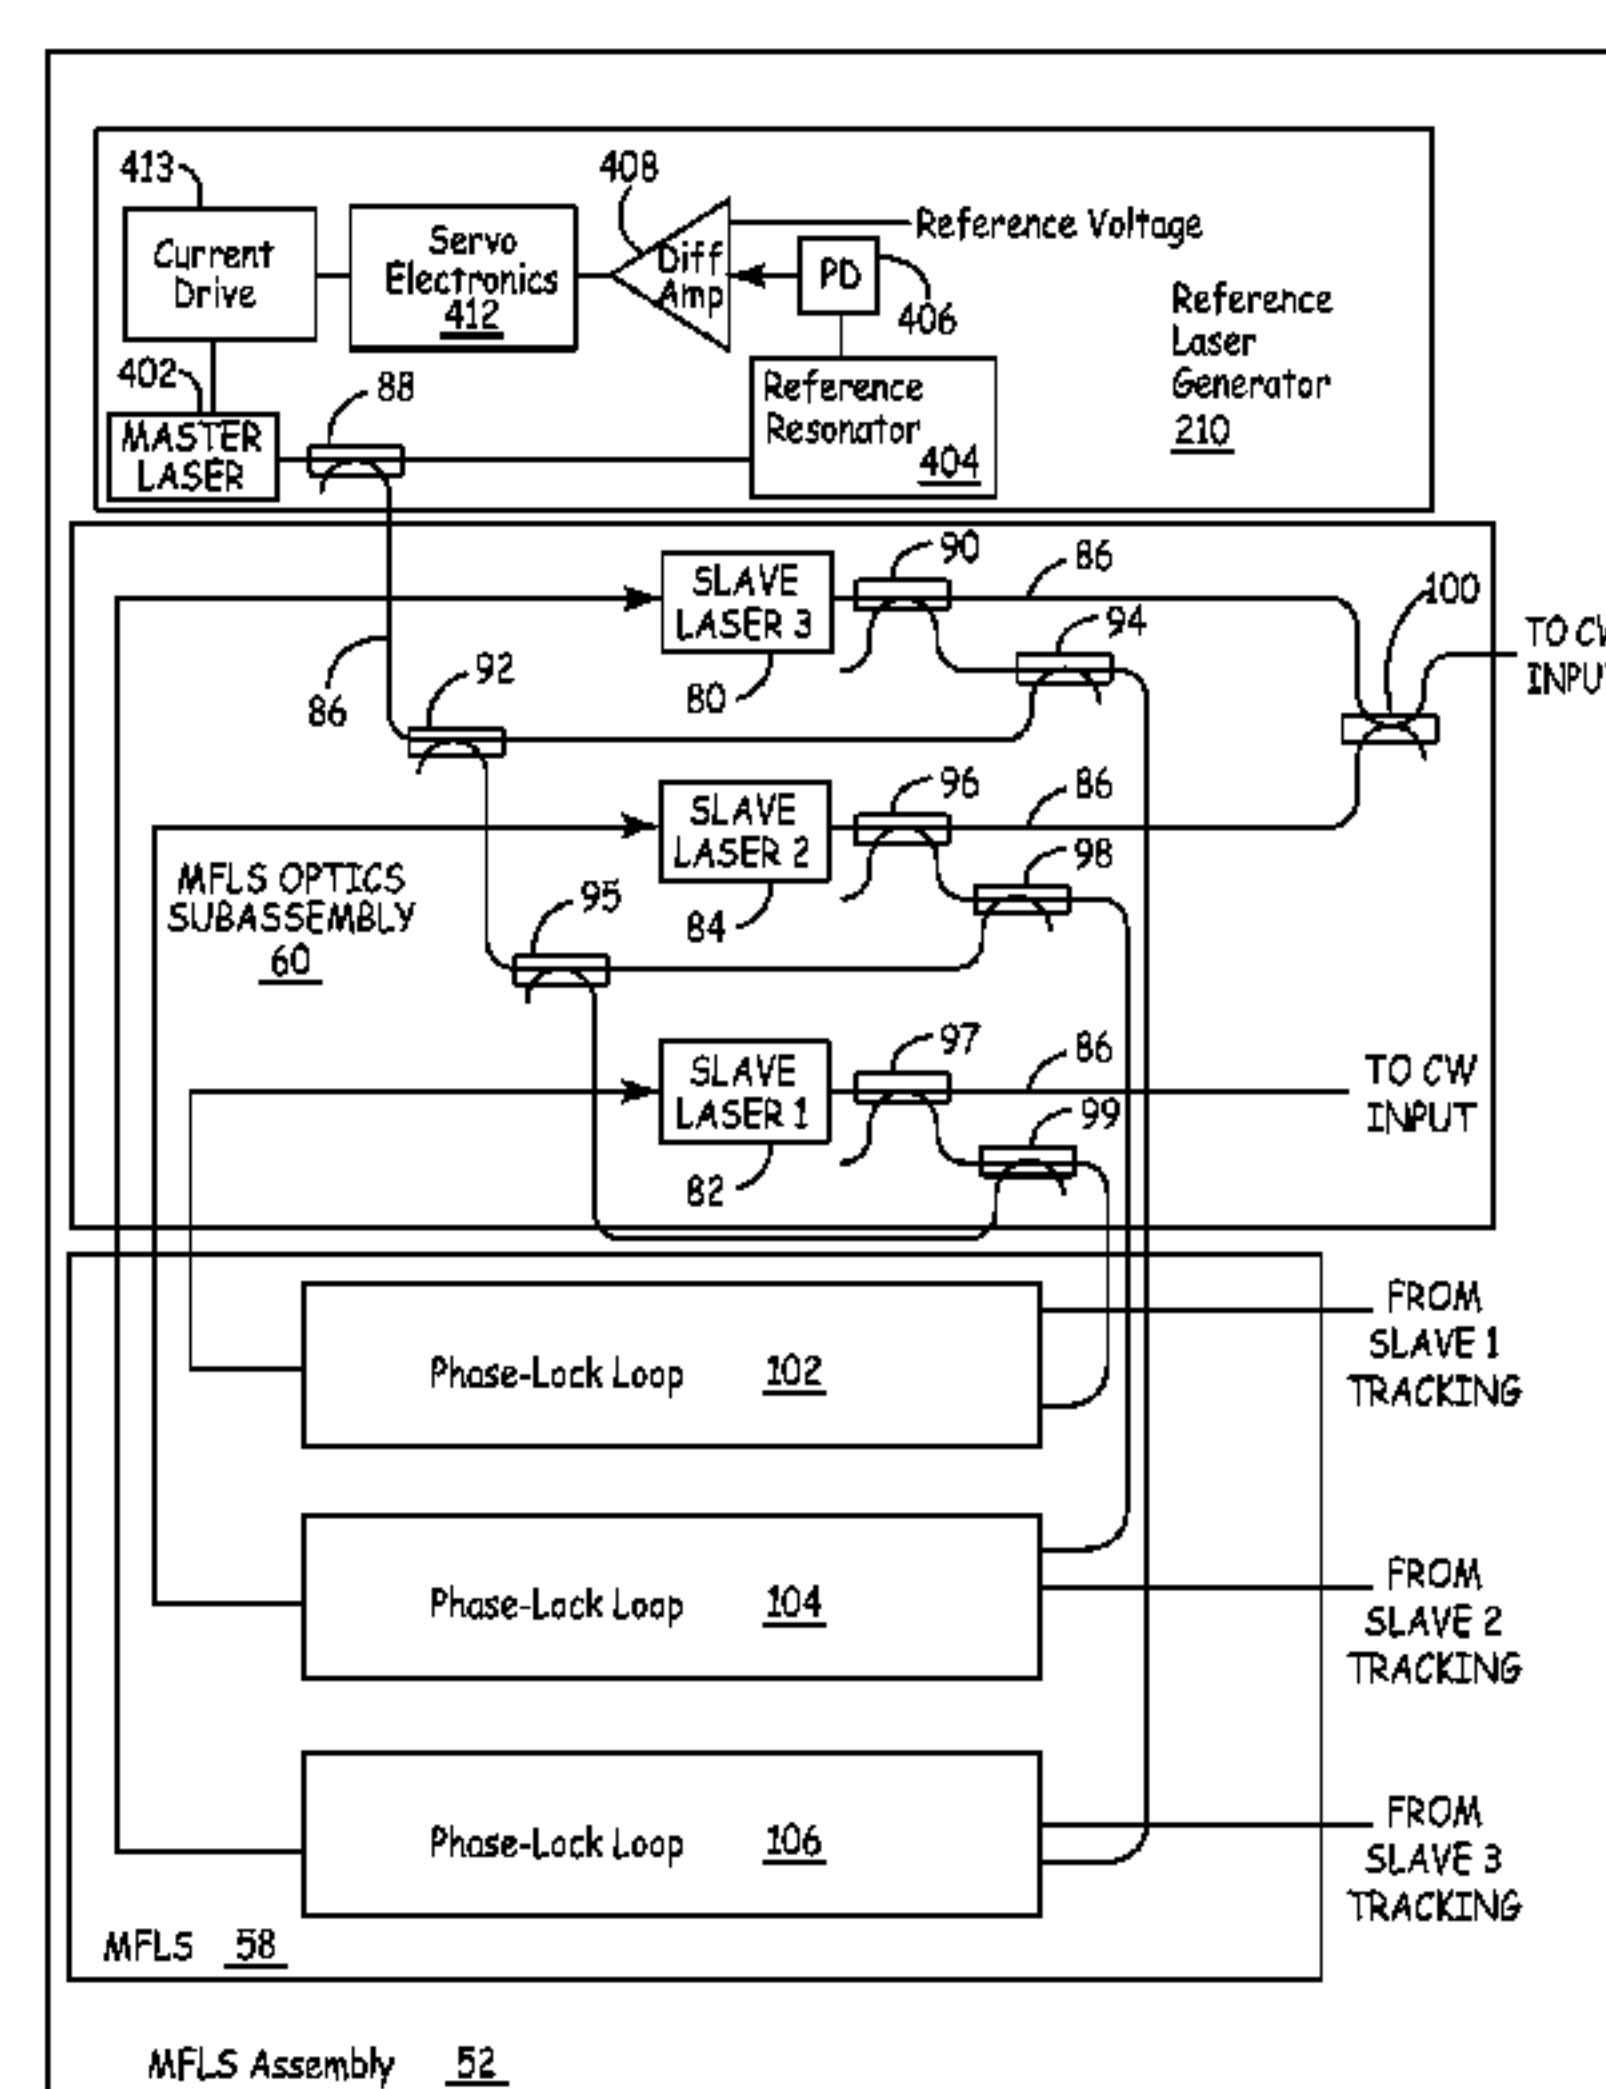 413
408
Current
Drive
Servo
Electronics
412
Diff
Amp
PD
Reference Voltage
406
Reference
Laser
Generator
210
402
88
MASTER
LASER
Reference
Resonator
404
90
86
100
SLAVE
LASER 3
94
TO CW
INPU
92
86
80
96
86
SLAVE
LASER 2
98
MFLS OPTICS
SUBASSEMBLY
60
95
84
97
86
SLAVE
LASER 1
TO CW
INPUT
99
82
FROM
SLAVE 1
TRACKING
Phase-Lock Loop 102
FROM
SLAVE 2
TRACKING
Phase-Lock Loop 104
FROM
SLAVE 3
TRACKING
Phase-Lock Loop 106
MFLS 58
MFLS Assembly 52